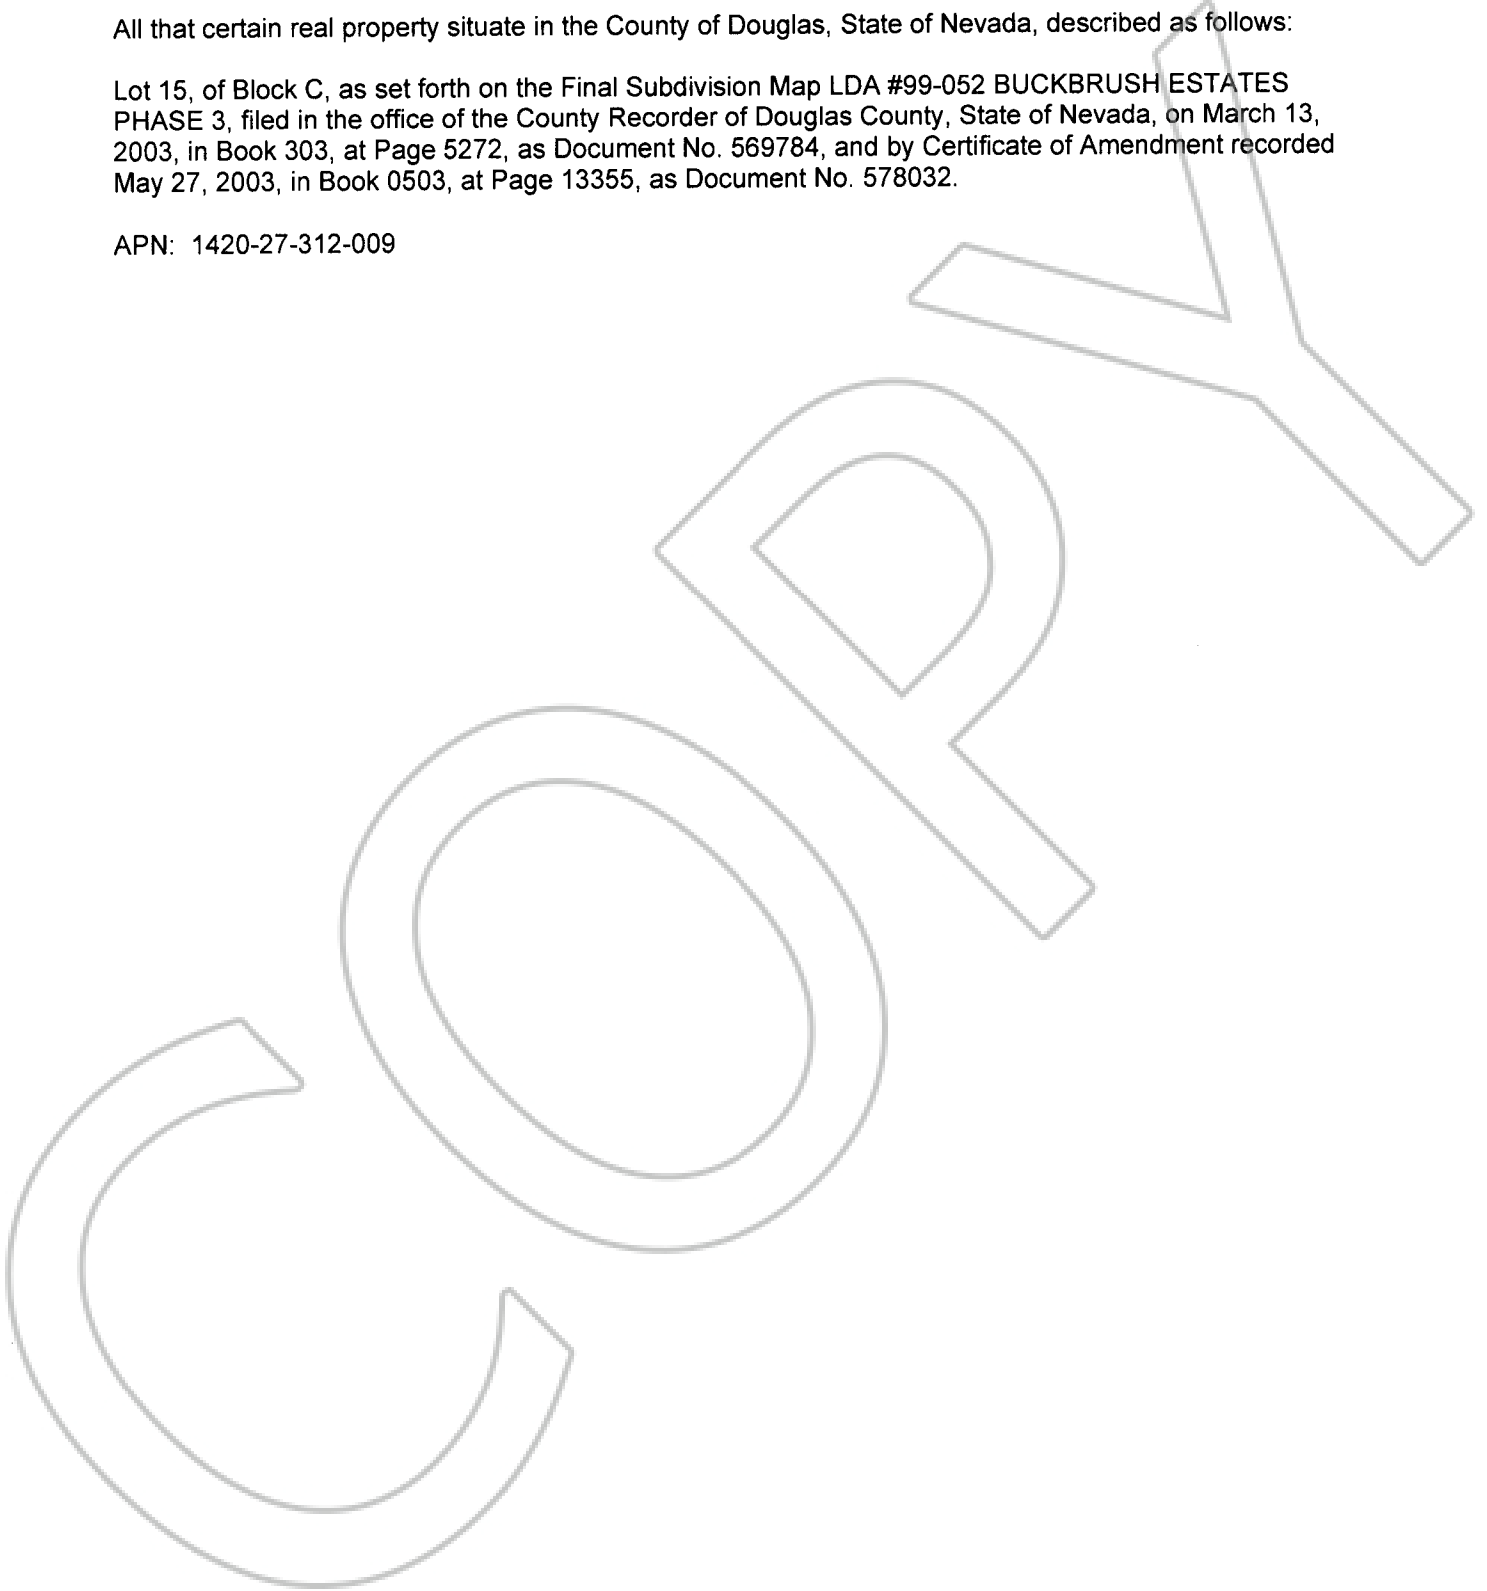 All that certain real property situate in the County of Douglas, State of Nevada, described as follows:
Lot 15, of Block C, as set forth on the Final Subdivision Map LDA #99-052 BUCKBRUSH ESTATES
PHASE 3, filed in the office of the County Recorder of Douglas County, State of Nevada, on March 13,
2003, in Book 303, at Page 5272, as Document No. 569784, and by Certificate of Amendment recorded
May 27, 2003, in Book 0503, at Page 13355, as Document No. 578032.
APN: 1420-27-312-009
COPY